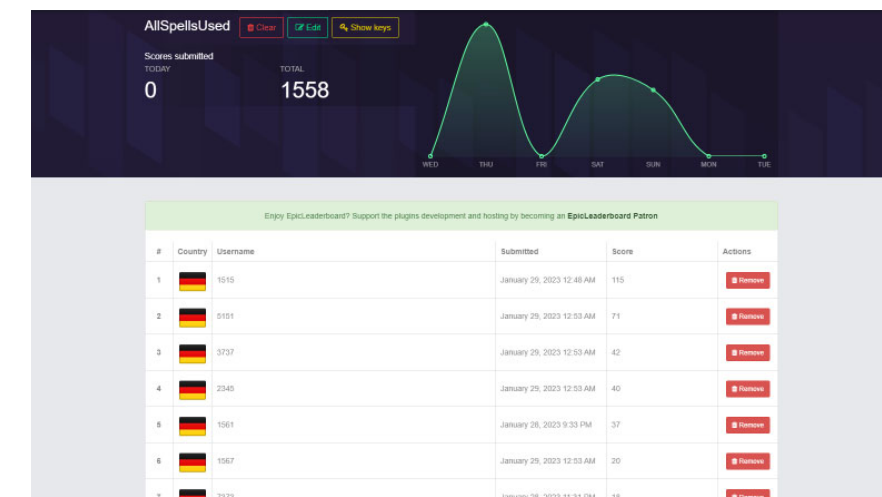 AllSpellsUsed Clear Edit Show keys
Scores submitted
TODAY TOTAL
0 1558
WED THU FRI SAT SUN MON TUE
Enjoy EpicLeaderboard? Support the plugins development and hosting by becoming an EpicLeaderboard Patron
# Country Username Submitted Score Actions
1 1515 January 29, 2023 12:48 AM 115 Remove
2 5151 January 29, 2023 12:53 AM 71 Remove
3 3737 January 29, 2023 12:53 AM 42 Remove
4 2345 January 29, 2023 12:53 AM 40 Remove
5 1561 January 28, 2023 9:33 PM 37 Remove
6 1567 January 29, 2023 12:53 AM 20 Remove